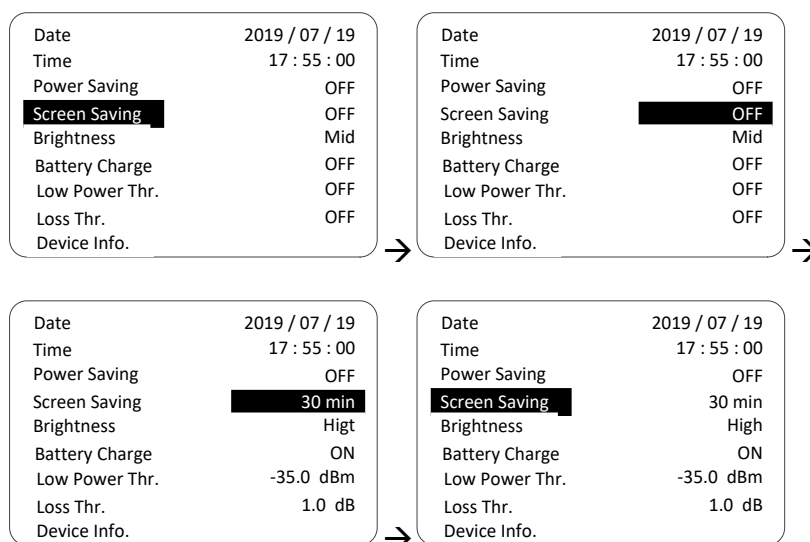 Date 2019 / 07 / 19
Time 17 : 55 : 00
Power Saving OFF
Screen Saving OFF
Brightness Mid
Battery Charge OFF
Low Power Thr. OFF
Loss Thr. OFF
Device Info.
→
Date 2019 / 07 / 19
Time 17 : 55 : 00
Power Saving OFF
Screen Saving OFF
Brightness Mid
Battery Charge OFF
Low Power Thr. OFF
Loss Thr. OFF
Device Info.
→
Date 2019 / 07 / 19
Time 17 : 55 : 00
Power Saving OFF
Screen Saving 30 min
Brightness Higt
Battery Charge ON
Low Power Thr. -35.0 dBm
Loss Thr. 1.0 dB
Device Info.
→
Date 2019 / 07 / 19
Time 17 : 55 : 00
Power Saving OFF
Screen Saving 30 min
Brightness High
Battery Charge ON
Low Power Thr. -35.0 dBm
Loss Thr. 1.0 dB
Device Info.